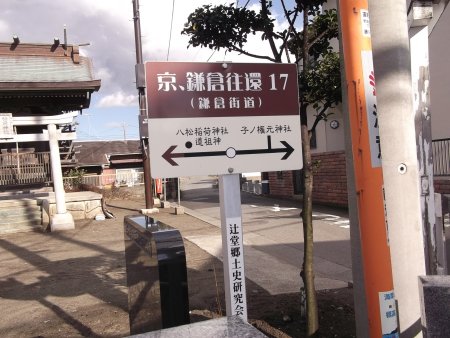 京、鎌倉往還 17
(鎌倉街道)
八松稲荷神社
道祖神
子ノ権元神社
辻堂郷土史研究会